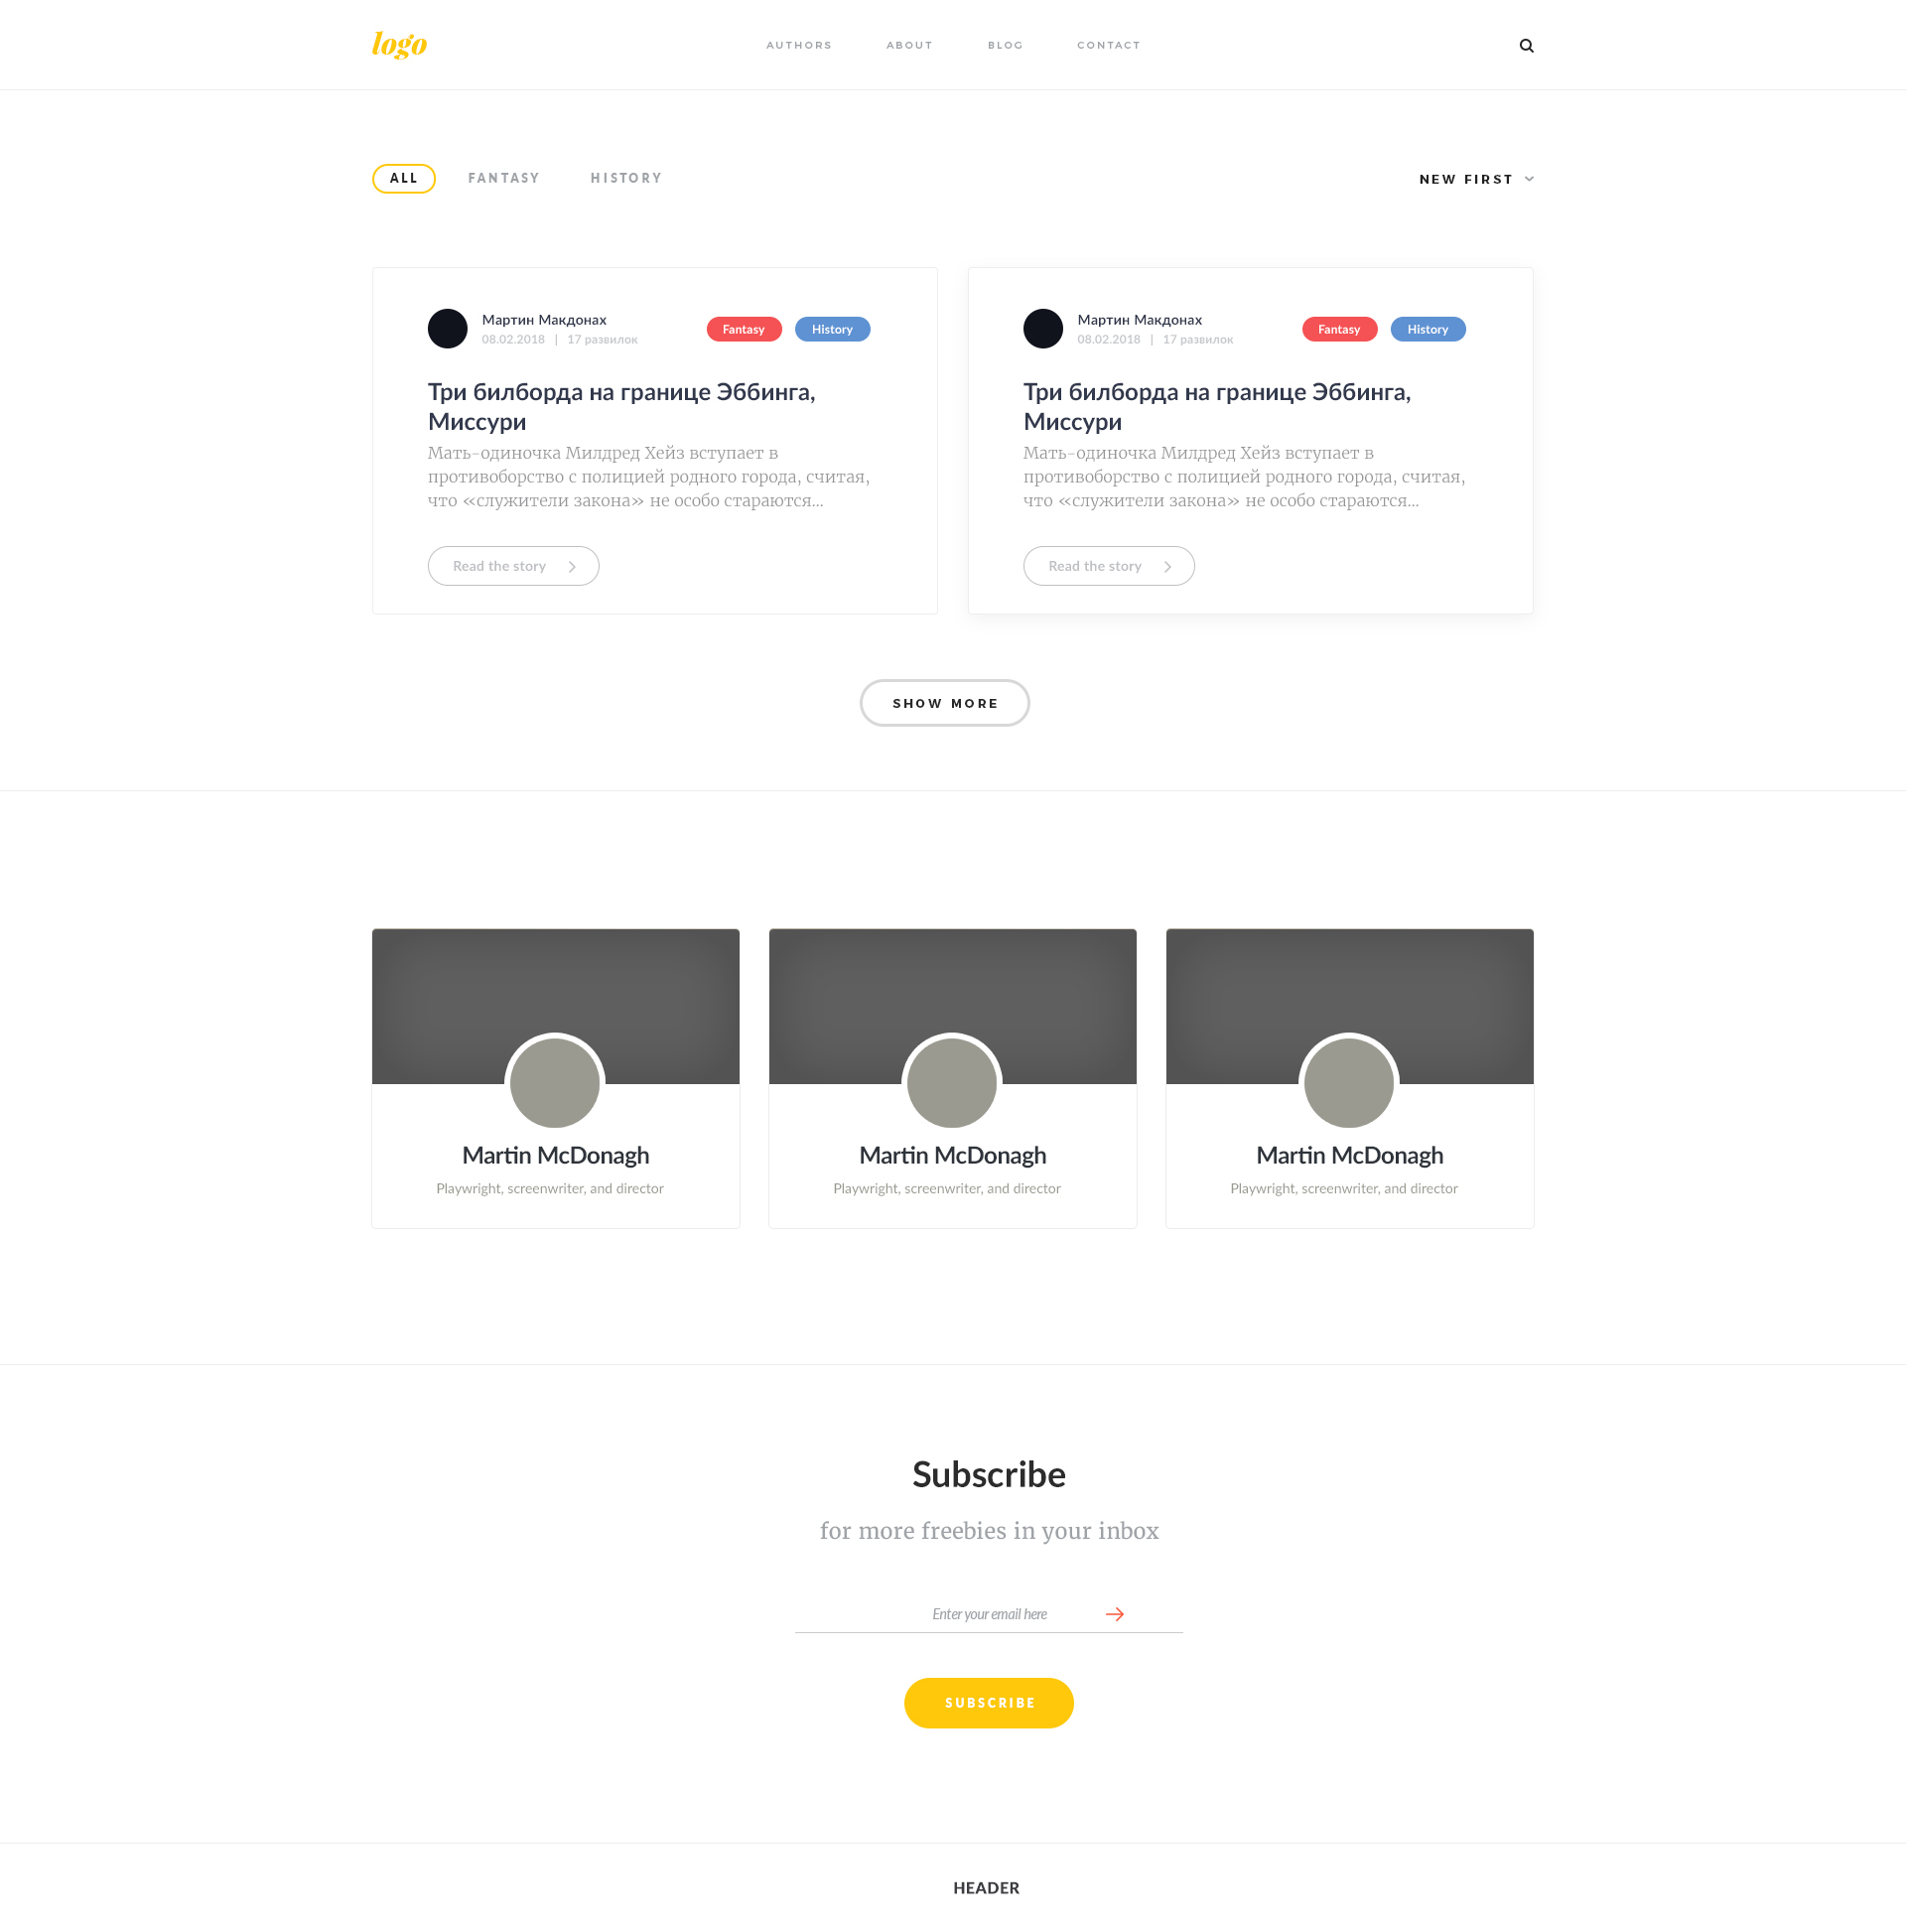 logo
AUTHORS ABOUT BLOG CONTACT
ALL FANTASY HISTORY NEW FIRST
Мартин Макдонах
08.02.2018 | 17 развилок
Fantasy History
Три билборда на границе Эббинга,
Миссури
Мать-одиночка Милдред Хейз вступает в
противоборство с полицией родного города, считая,
что «служители закона» не особо стараются...
Read the story
Мартин Макдонах
08.02.2018 | 17 развилок
Fantasy History
Три билборда на границе Эббинга,
Миссури
Мать-одиночка Милдред Хейз вступает в
противоборство с полицией родного города, считая,
что «служители закона» не особо стараются...
Read the story
SHOW MORE
Martin McDonagh
Playwright, screenwriter, and director
Martin McDonagh
Playwright, screenwriter, and director
Martin McDonagh
Playwright, screenwriter, and director
Subscribe
for more freebies in your inbox
Enter your email here
SUBSCRIBE
HEADER